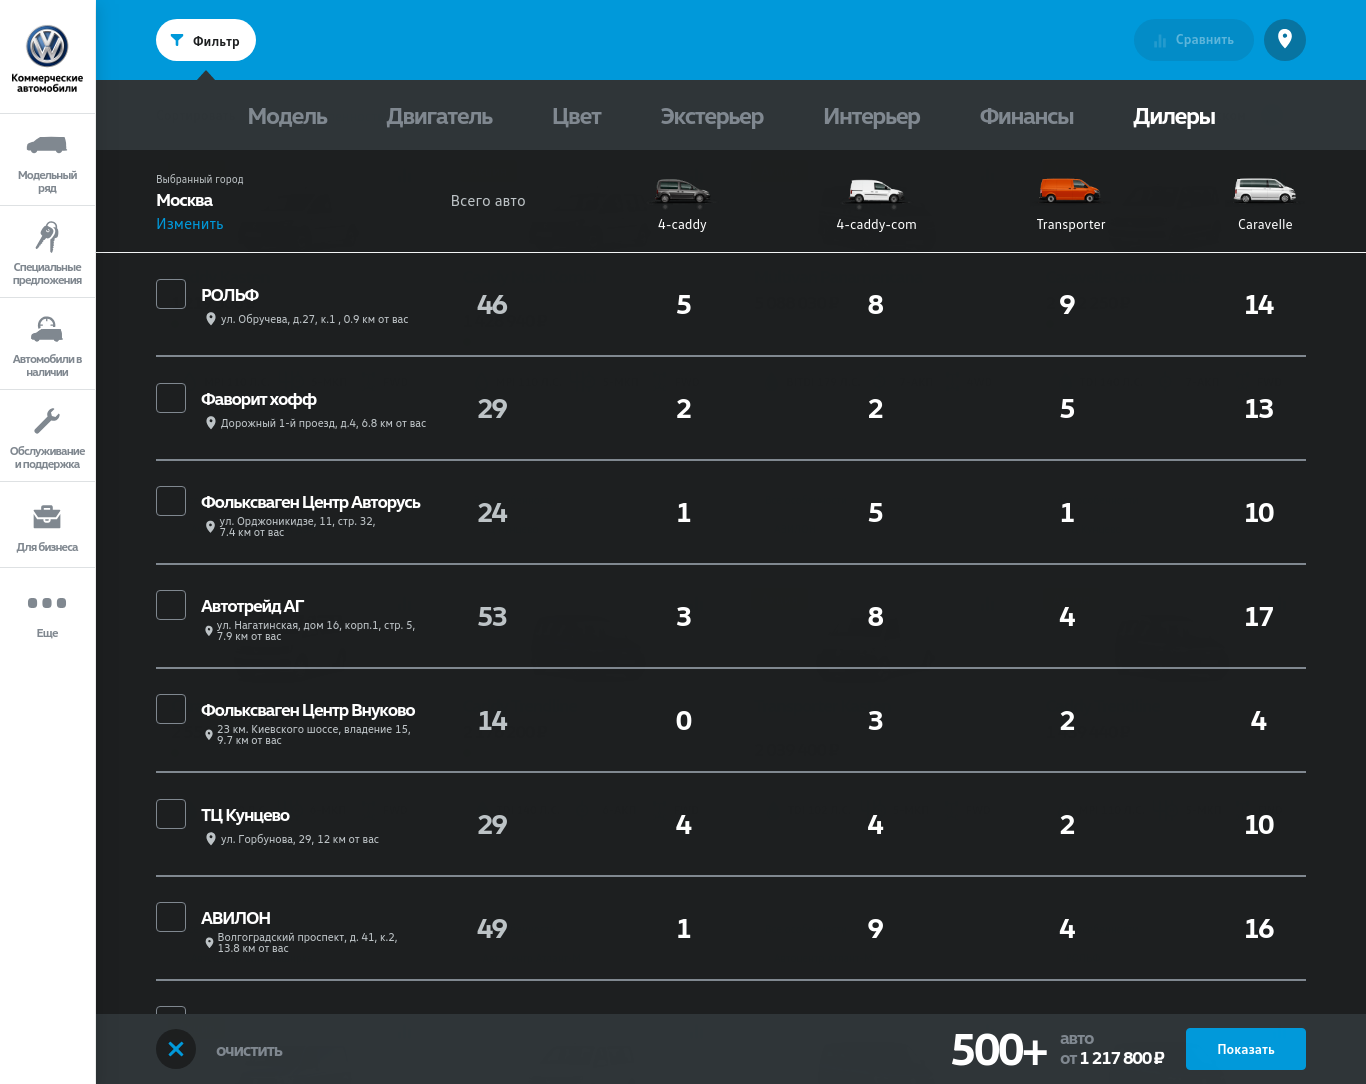 Коммерческие
автомобили
Модельный
ряд
Специальные
предложения
Автомобили в
наличии
Обслуживание
и поддержка
Для бизнеса
Еще
Фильтр
Сравнить
Модель Двигатель Цвет Экстерьер Интерьер Финансы Дилеры
Выбранный город
Москва
Изменить
Всего авто
4-caddy 4-caddy-com Transporter Caravelle
РОЛЬФ
ул. Обручева, д.27, к.1 , 0.9 км от вас
46 5 8 9 14
Фаворит хофф
Дорожный 1-й проезд, д.4, 6.8 км от вас
29 2 2 5 13
Фольксваген Центр Авторусь
ул. Орджоникидзе, 11, стр. 32,
7.4 км от вас
24 1 5 1 10
Автотрейд АГ
ул. Нагатинская, дом 16, корп.1, стр. 5,
7.9 км от вас
53 3 8 4 17
Фольксваген Центр Внуково
23 км. Киевского шоссе, владение 15,
9.7 км от вас
14 0 3 2 4
ТЦ Кунцево
ул. Горбунова, 29, 12 км от вас
29 4 4 2 10
АВИЛОН
Волгоградский проспект, д. 41, к.2,
13.8 км от вас
49 1 9 4 16
очистить
500+
авто
от 1 217 800 ₽
Показать